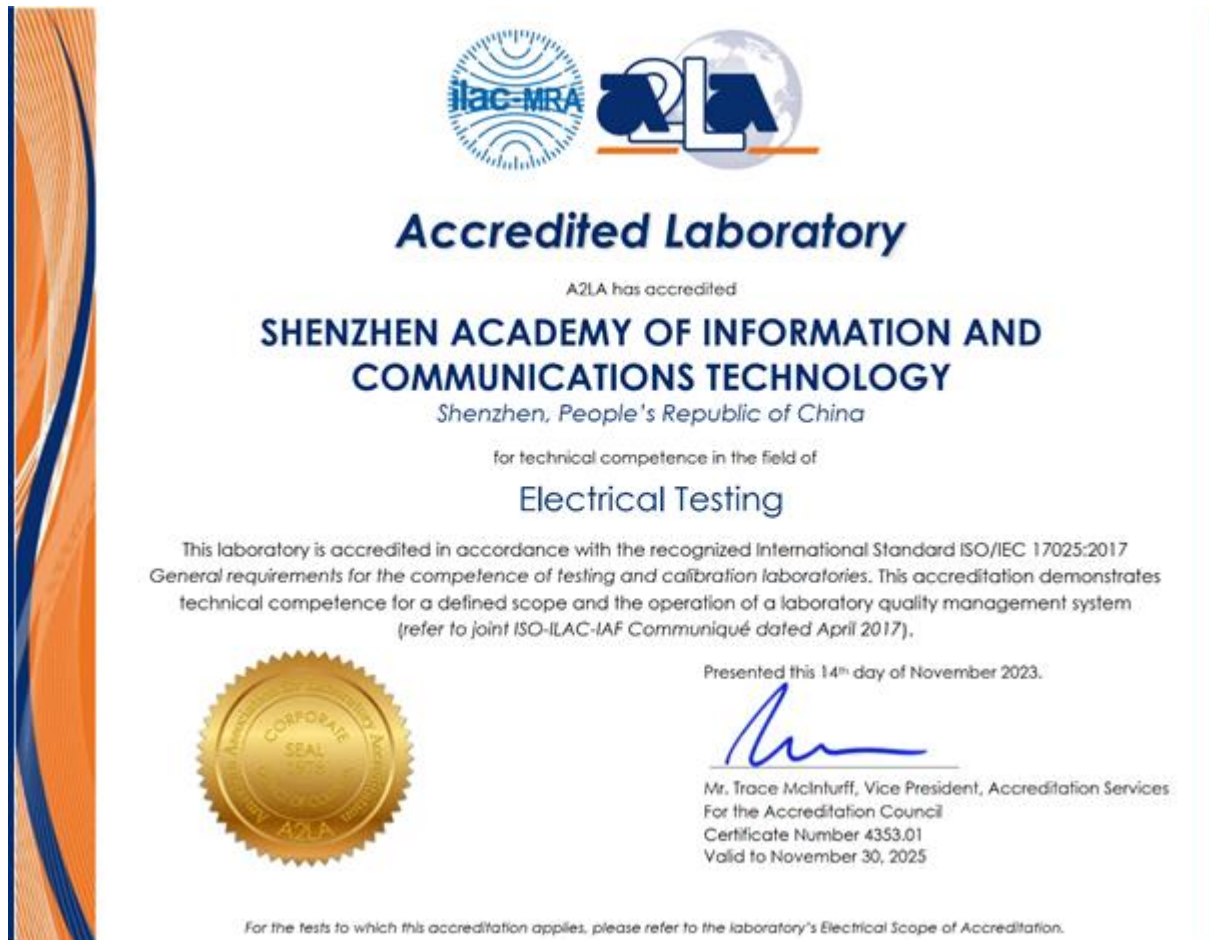 ilac-MRA
a2La
Accredited Laboratory
A2LA has accredited
SHENZHEN ACADEMY OF INFORMATION AND
COMMUNICATIONS TECHNOLOGY
Shenzhen, People's Republic of China
for technical competence in the field of
Electrical Testing
This laboratory is accredited in accordance with the recognized International Standard ISO/IEC 17025:2017
General requirements for the competence of testing and calibration laboratories. This accreditation demonstrates
technical competence for a defined scope and the operation of a laboratory quality management system
(refer to joint ISO-ILAC-IAF Communiqué dated April 2017).
Presented this 14th day of November 2023.
American Association for Laboratory Accreditation
CORPORATE
SEAL
1978
A2LA
Mr. Trace McInturff, Vice President, Accreditation Services
For the Accreditation Council
Certificate Number 4353.01
Valid to November 30, 2025
For the tests to which this accreditation applies, please refer to the laboratory's Electrical Scope of Accreditation.